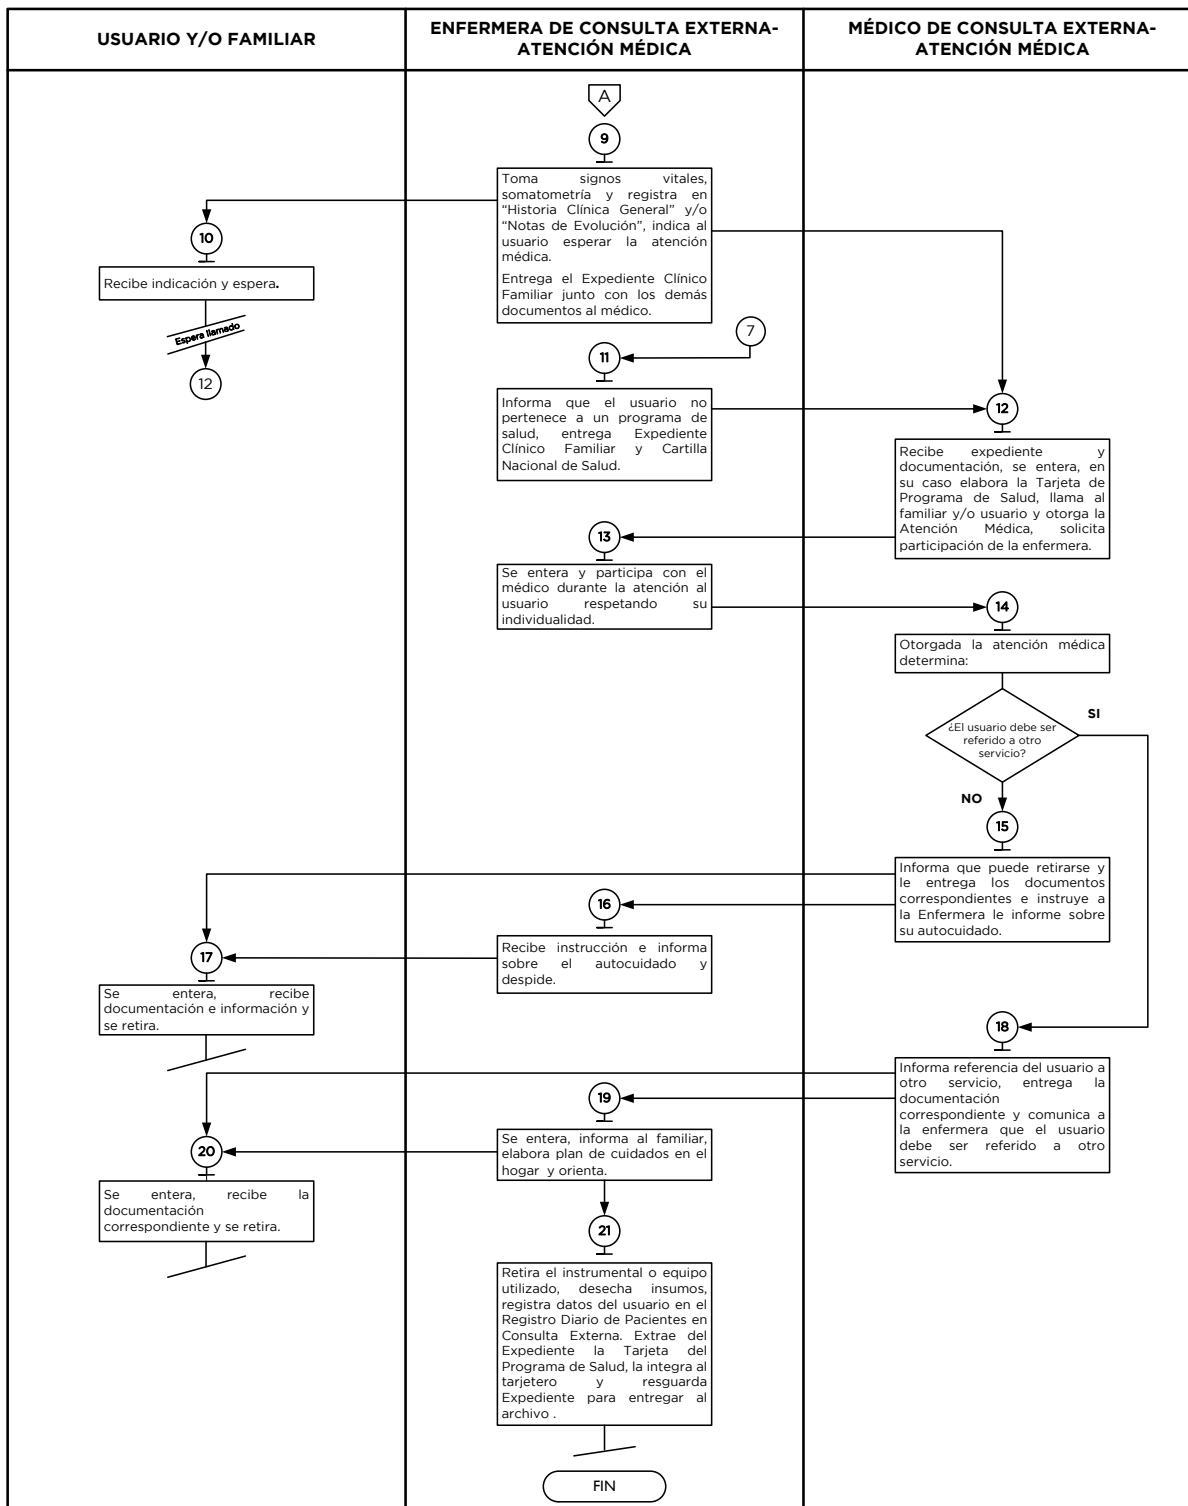 USUARIO Y/O FAMILIAR
ENFERMERA DE CONSULTA EXTERNA-
ATENCIÓN MÉDICA
MÉDICO DE CONSULTA EXTERNA-
ATENCIÓN MÉDICA
A
9
Toma signos vitales,
somatometría y registra en
“Historia Clínica General” y/o
“Notas de Evolución”, indica al
usuario esperar la atención
médica.
Entrega el Expediente Clínico
Familiar junto con los demás
documentos al médico.
10
Recibe indicación y espera.
Espera llamado
12
7
11
Informa que el usuario no
pertenece a un programa de
salud, entrega Expediente
Clínico Familiar y Cartilla
Nacional de Salud.
12
Recibe expediente y
documentación, se entera, en
su caso elabora la Tarjeta de
Programa de Salud, llama al
familiar y/o usuario y otorga la
Atención Médica, solicita
participación de la enfermera.
13
Se entera y participa con el
médico durante la atención al
usuario respetando su
individualidad.
14
Otorgada la atención médica
determina:
¿El usuario debe ser
referido a otro
servicio?
SI
NO
15
Informa que puede retirarse y
le entrega los documentos
correspondientes e instruye a
la Enfermera le informe sobre
su autocuidado.
16
Recibe instrucción e informa
sobre el autocuidado y
despide.
17
Se entera, recibe
documentación e información y
se retira.
18
Informa referencia del usuario a
otro servicio, entrega la
documentación
correspondiente y comunica a
la enfermera que el usuario
debe ser referido a otro
servicio.
19
Se entera, informa al familiar,
elabora plan de cuidados en el
hogar y orienta.
20
Se entera, recibe la
documentación
correspondiente y se retira.
21
Retira el instrumental o equipo
utilizado, desecha insumos,
registra datos del usuario en el
Registro Diario de Pacientes en
Consulta Externa. Extrae del
Expediente la Tarjeta del
Programa de Salud, la integra al
tarjetero y resguarda
Expediente para entregar al
archivo .
FIN